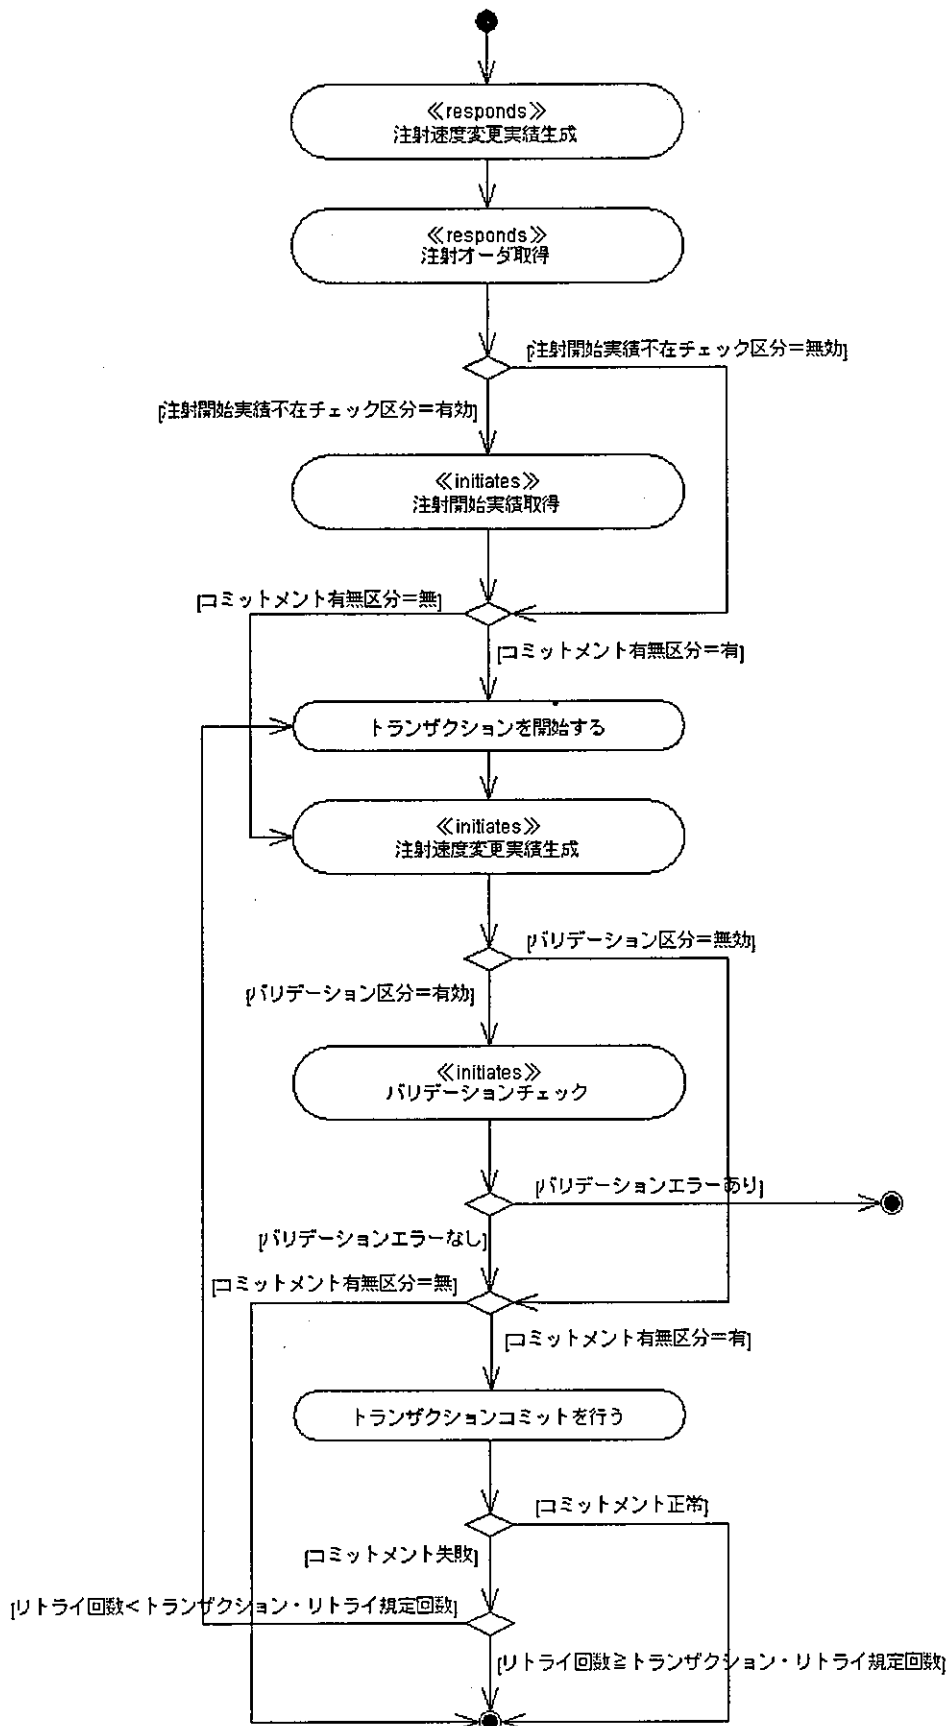 ≪responds≫
注射速度変更実績生成
≪responds≫
注射オーダ取得
[注射開始実績不在チェック区分=無効]
[注射開始実績不在チェック区分=有効]
≪initiates≫
注射開始実績取得
[コミットメント有無区分=無]
[コミットメント有無区分=有]
トランザクションを開始する
≪initiates≫
注射速度変更実績生成
[バリデーション区分=無効]
[バリデーション区分=有効]
≪initiates≫
バリデーションチェック
[バリデーションエラーあり]
[バリデーションエラーなし]
[コミットメント有無区分=無]
[コミットメント有無区分=有]
トランザクションコミットを行う
[コミットメント正常]
[コミットメント失敗]
[リトライ回数<トランザクション・リトライ規定回数]
[リトライ回数≧トランザクション・リトライ規定回数]